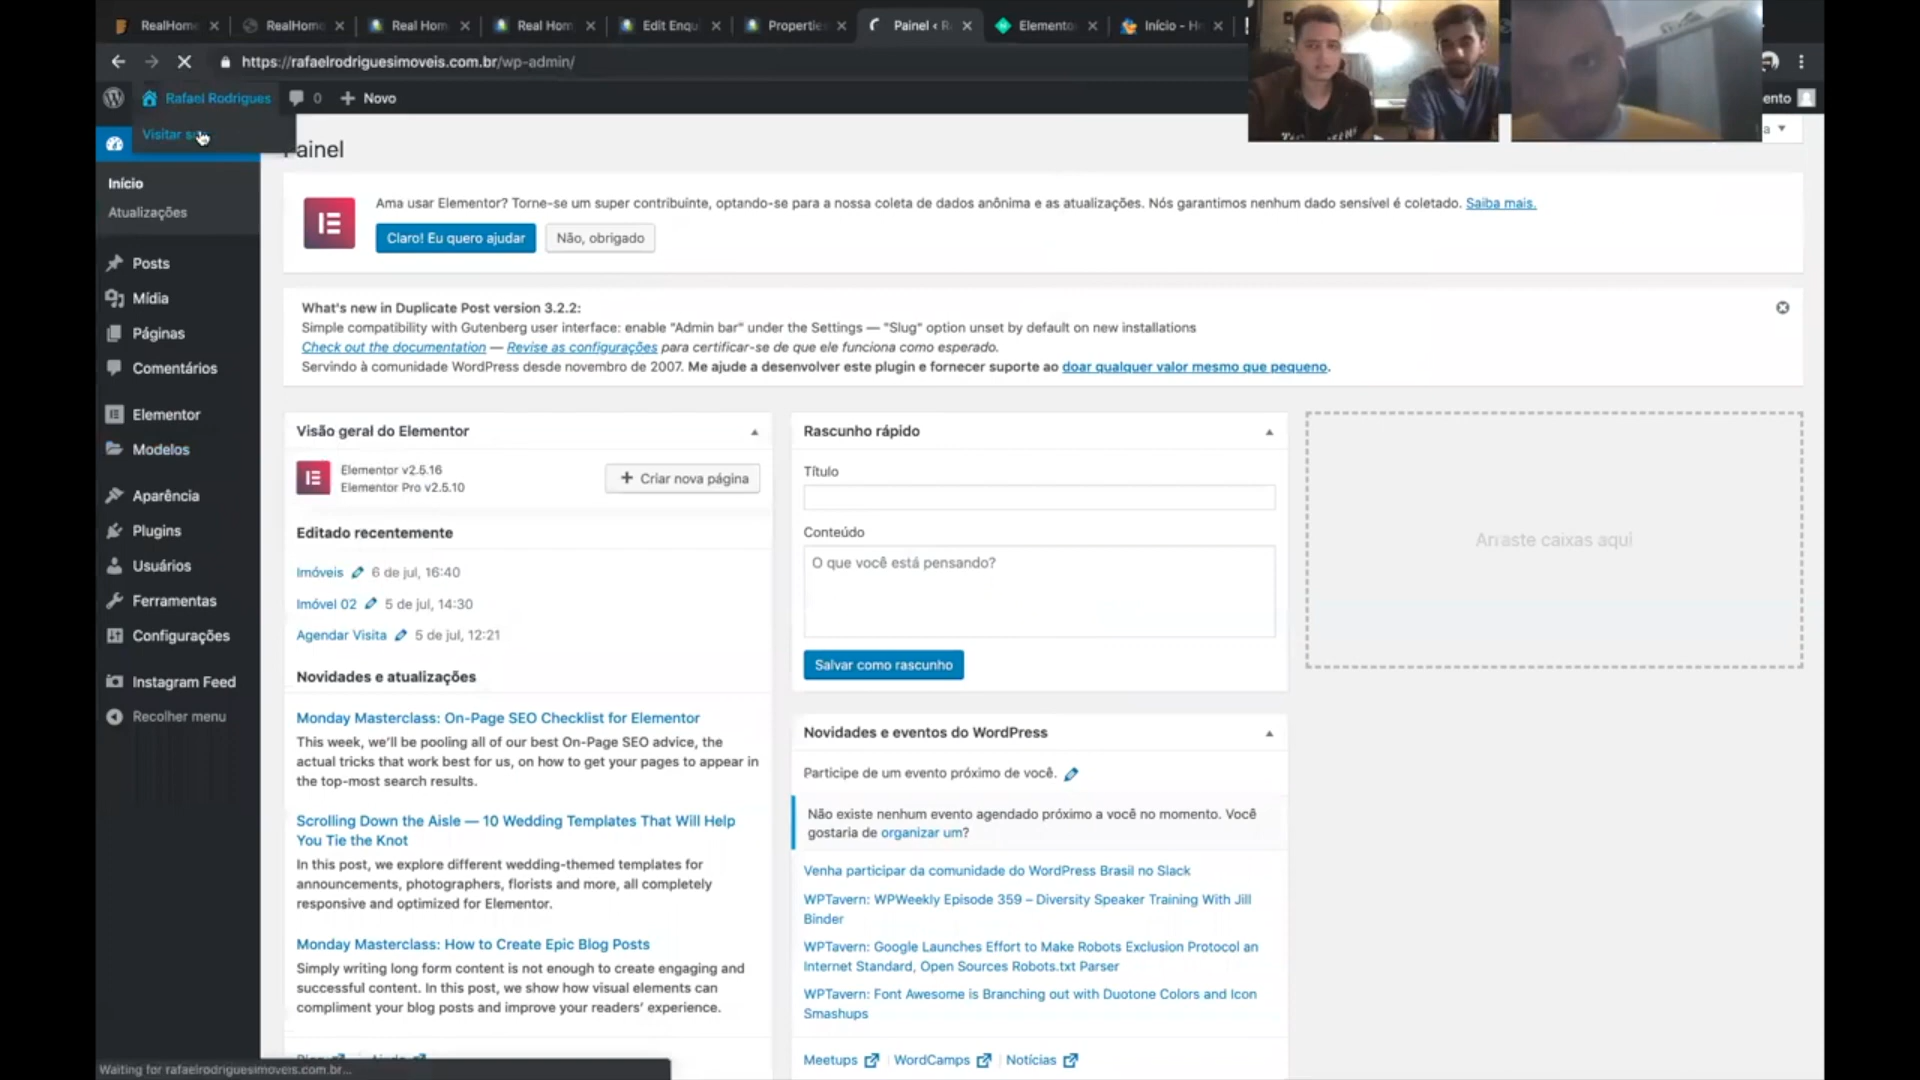 RealHome
RealHome
Real Hom
Real Hom
Edit Enqu
Propertie
Painel ‹ R
Elemento
Início - H
https://rafaelrodriguesimoveis.com.br/wp-admin/
Rafael Rodrigues
0
Novo
ento
Visitar
Painel
Início
Atualizações
Posts
Mídia
Páginas
Comentários
Elementor
Modelos
Aparência
Plugins
Usuários
Ferramentas
Configurações
Instagram Feed
Recolher menu
Ama usar Elementor? Torne-se um super contribuinte, optando-se para a nossa coleta de dados anônima e as atualizações. Nós garantimos nenhum dado sensível é coletado. Saiba mais.
Claro! Eu quero ajudar
Não, obrigado
What's new in Duplicate Post version 3.2.2:
Simple compatibility with Gutenberg user interface: enable "Admin bar" under the Settings — "Slug" option unset by default on new installations
Check out the documentation — Revise as configurações para certificar-se de que ele funciona como esperado.
Servindo à comunidade WordPress desde novembro de 2007. Me ajude a desenvolver este plugin e fornecer suporte ao doar qualquer valor mesmo que pequeno.
Visão geral do Elementor
Elementor v2.5.16
Elementor Pro v2.5.10
Criar nova página
Editado recentemente
Imóveis 6 de jul, 16:40
Imóvel 02 5 de jul, 14:30
Agendar Visita 5 de jul, 12:21
Novidades e atualizações
Monday Masterclass: On-Page SEO Checklist for Elementor
This week, we'll be pooling all of our best On-Page SEO advice, the
actual tricks that work best for us, on how to get your pages to appear in
the top-most search results.
Scrolling Down the Aisle — 10 Wedding Templates That Will Help
You Tie the Knot
In this post, we explore different wedding-themed templates for
announcements, photographers, florists and more, all completely
responsive and optimized for Elementor.
Monday Masterclass: How to Create Epic Blog Posts
Simply writing long form content is not enough to create engaging and
successful content. In this post, we show how visual elements can
compliment your blog posts and improve your readers' experience.
Rascunho rápido
Título
Conteúdo
O que você está pensando?
Salvar como rascunho
Novidades e eventos do WordPress
Participe de um evento próximo de você.
Não existe nenhum evento agendado próximo a você no momento. Você
gostaria de organizar um?
Venha participar da comunidade do WordPress Brasil no Slack
WPTavern: WPWeekly Episode 359 – Diversity Speaker Training With Jill
Binder
WPTavern: Google Launches Effort to Make Robots Exclusion Protocol an
Internet Standard, Open Sources Robots.txt Parser
WPTavern: Font Awesome is Branching out with Duotone Colors and Icon
Smashups
Meetups
WordCamps
Notícias
Arraste caixas aqui
Waiting for rafaelrodriguesimoveis.com.br...